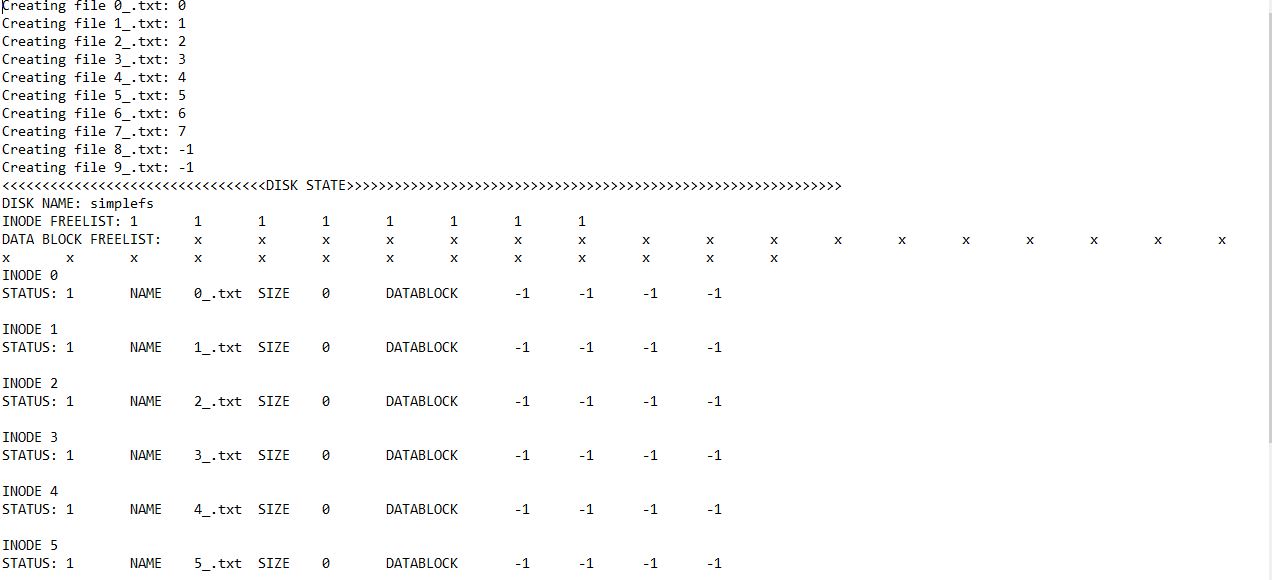 Creating file 0_.txt: 0
Creating file 1_.txt: 1
Creating file 2_.txt: 2
Creating file 3_.txt: 3
Creating file 4_.txt: 4
Creating file 5_.txt: 5
Creating file 6_.txt: 6
Creating file 7_.txt: 7
Creating file 8_.txt: -1
Creating file 9_.txt: -1
<<<<<<<<<<<<<<<<<<<<<<<<<<<<<<<<<DISK STATE>>>>>>>>>>>>>>>>>>>>>>>>>>>>>>>>>>>>>>>>>>>>>>>>>>>>>>>>>>>>>>
DISK NAME: simplefs
INODE FREELIST: 1 1 1 1 1 1 1 1
DATA BLOCK FREELIST: x x x x x x x x x x x x x x x x x
x x x x x x x x x x x x x
INODE 0
STATUS: 1 NAME 0_.txt SIZE 0 DATABLOCK -1 -1 -1 -1
INODE 1
STATUS: 1 NAME 1_.txt SIZE 0 DATABLOCK -1 -1 -1 -1
INODE 2
STATUS: 1 NAME 2_.txt SIZE 0 DATABLOCK -1 -1 -1 -1
INODE 3
STATUS: 1 NAME 3_.txt SIZE 0 DATABLOCK -1 -1 -1 -1
INODE 4
STATUS: 1 NAME 4_.txt SIZE 0 DATABLOCK -1 -1 -1 -1
INODE 5
STATUS: 1 NAME 5_.txt SIZE 0 DATABLOCK -1 -1 -1 -1